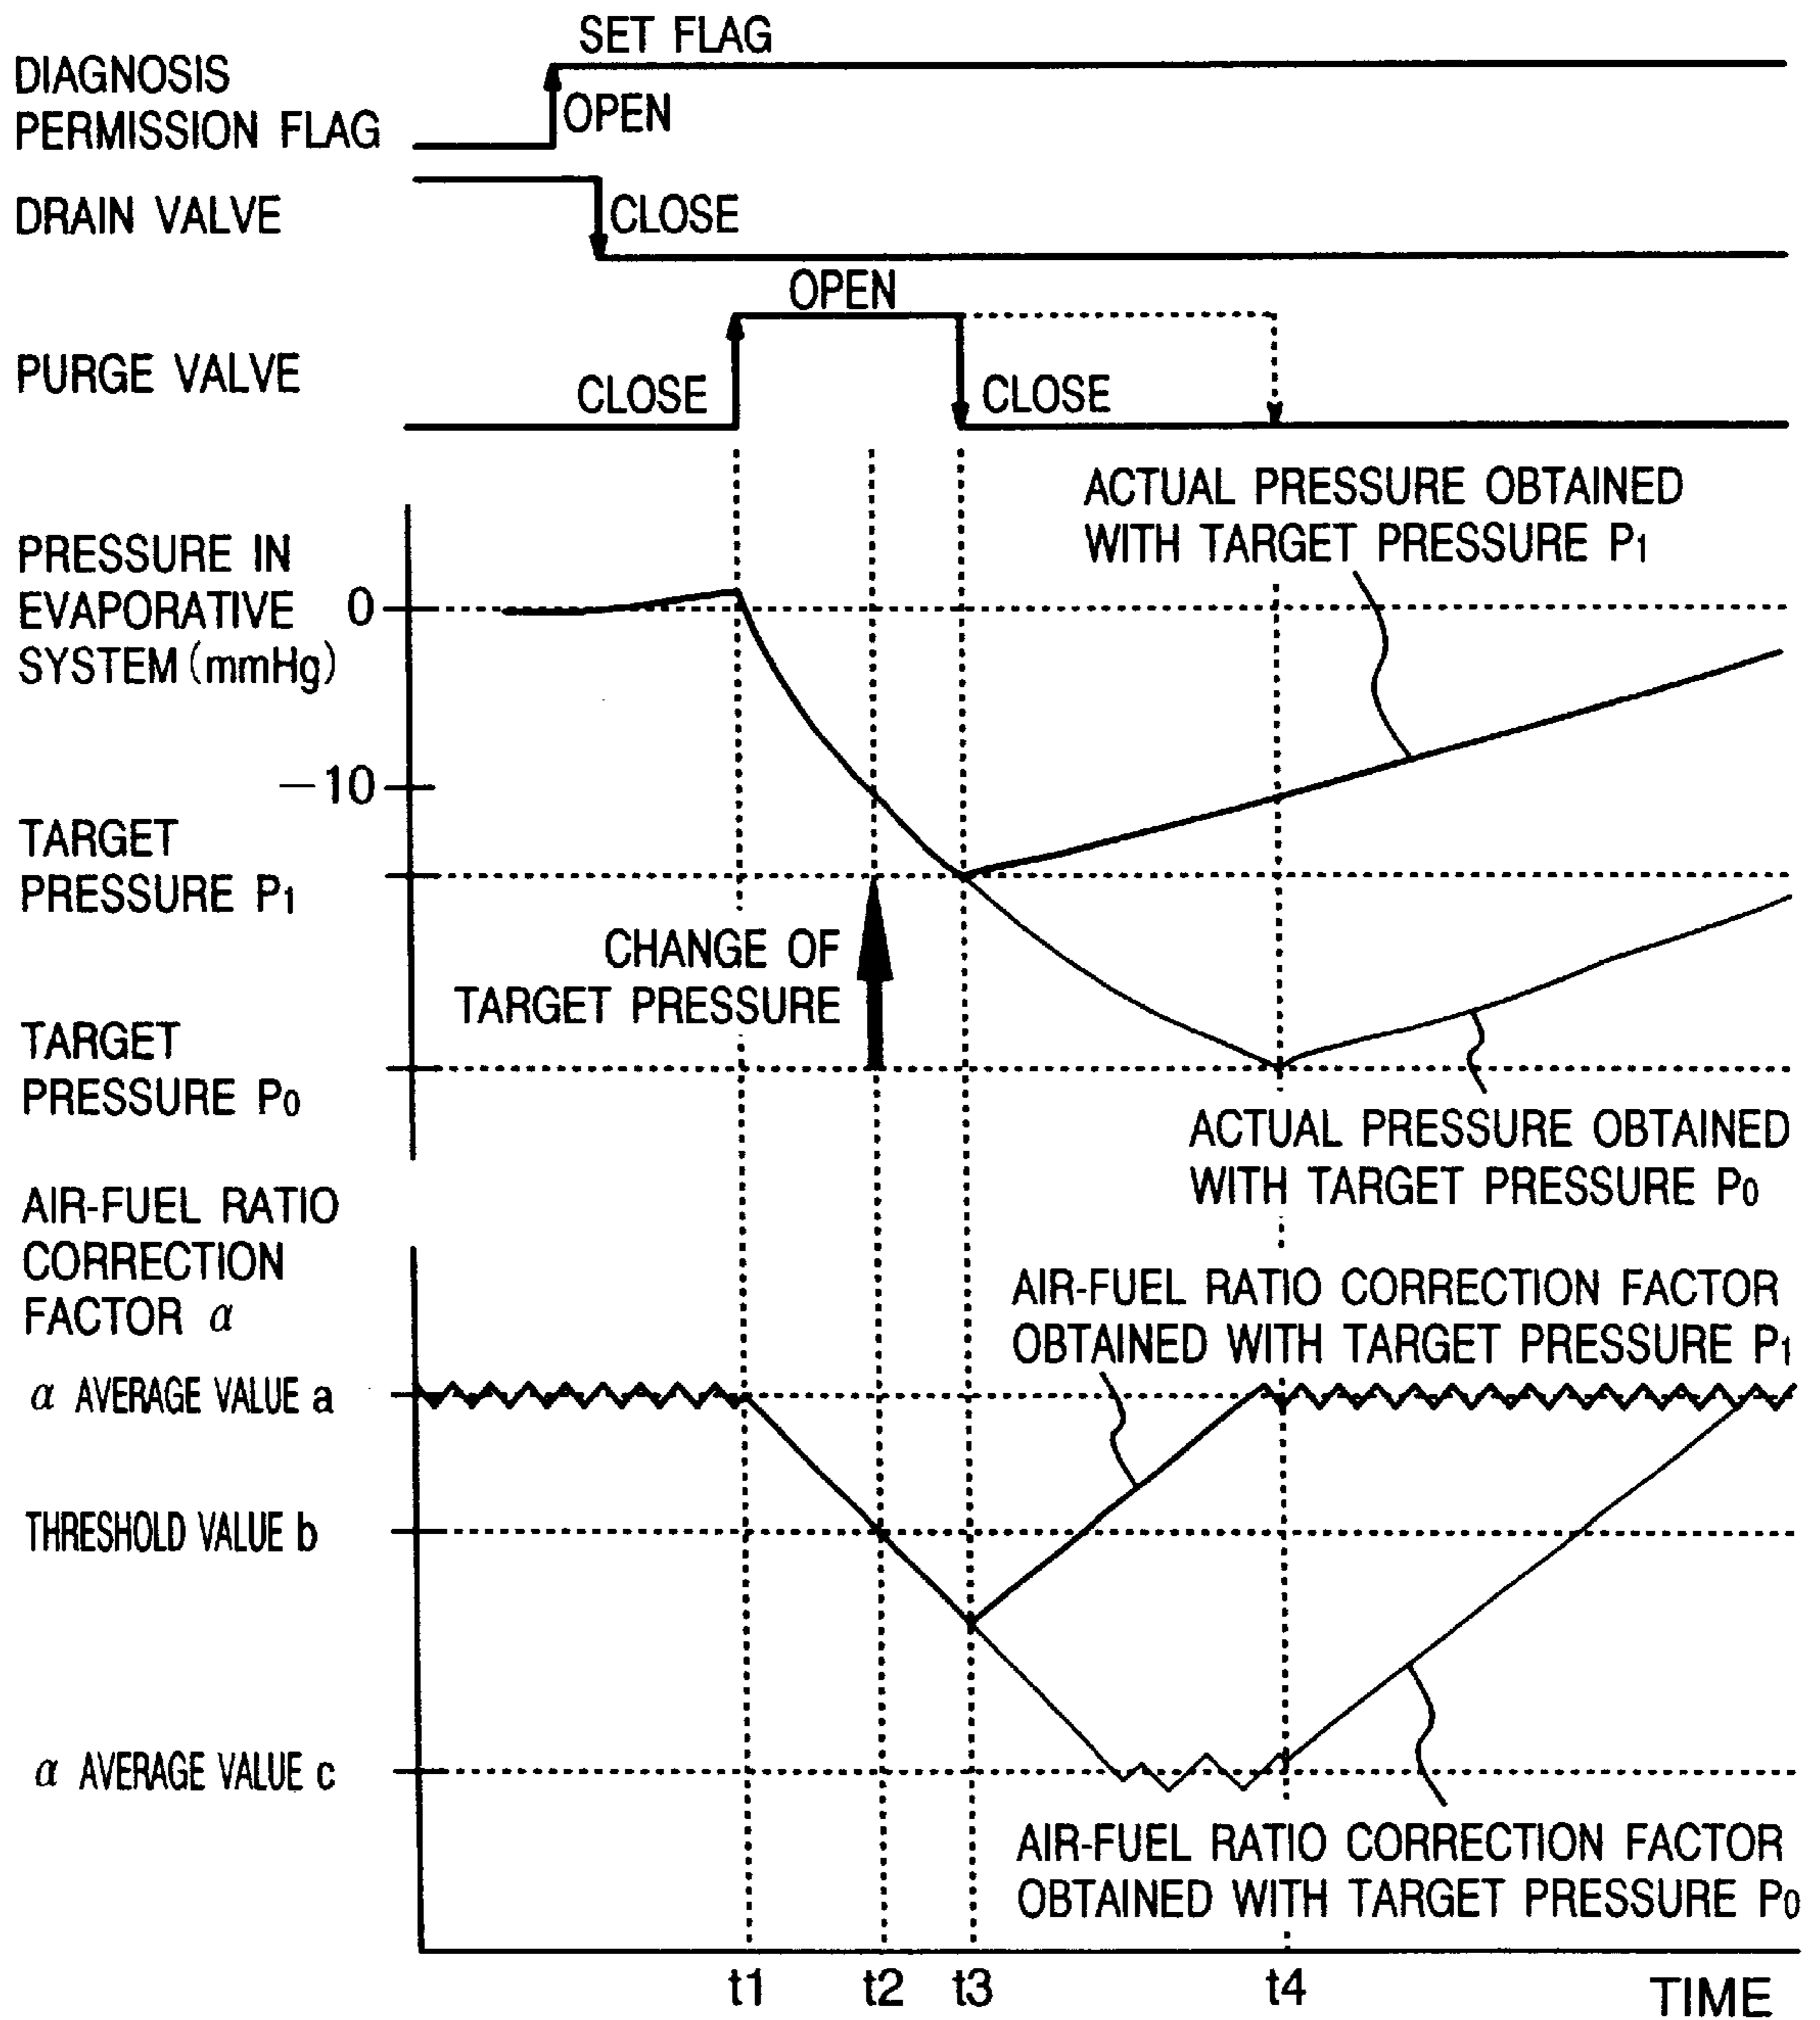 SET FLAG
DIAGNOSIS
PERMISSION FLAG
OPEN
DRAIN VALVE
CLOSE
OPEN
PURGE VALVE
CLOSE
CLOSE
ACTUAL PRESSURE OBTAINED
WITH TARGET PRESSURE P1
PRESSURE IN
EVAPORATIVE
SYSTEM (mmHg)
0
−10
TARGET
PRESSURE P1
CHANGE OF
TARGET PRESSURE
TARGET
PRESSURE P0
ACTUAL PRESSURE OBTAINED
WITH TARGET PRESSURE P0
AIR-FUEL RATIO
CORRECTION
FACTOR α
AIR-FUEL RATIO CORRECTION FACTOR
OBTAINED WITH TARGET PRESSURE P1
α AVERAGE VALUE a
THRESHOLD VALUE b
α AVERAGE VALUE c
AIR-FUEL RATIO CORRECTION FACTOR
OBTAINED WITH TARGET PRESSURE P0
t1 t2 t3 t4 TIME